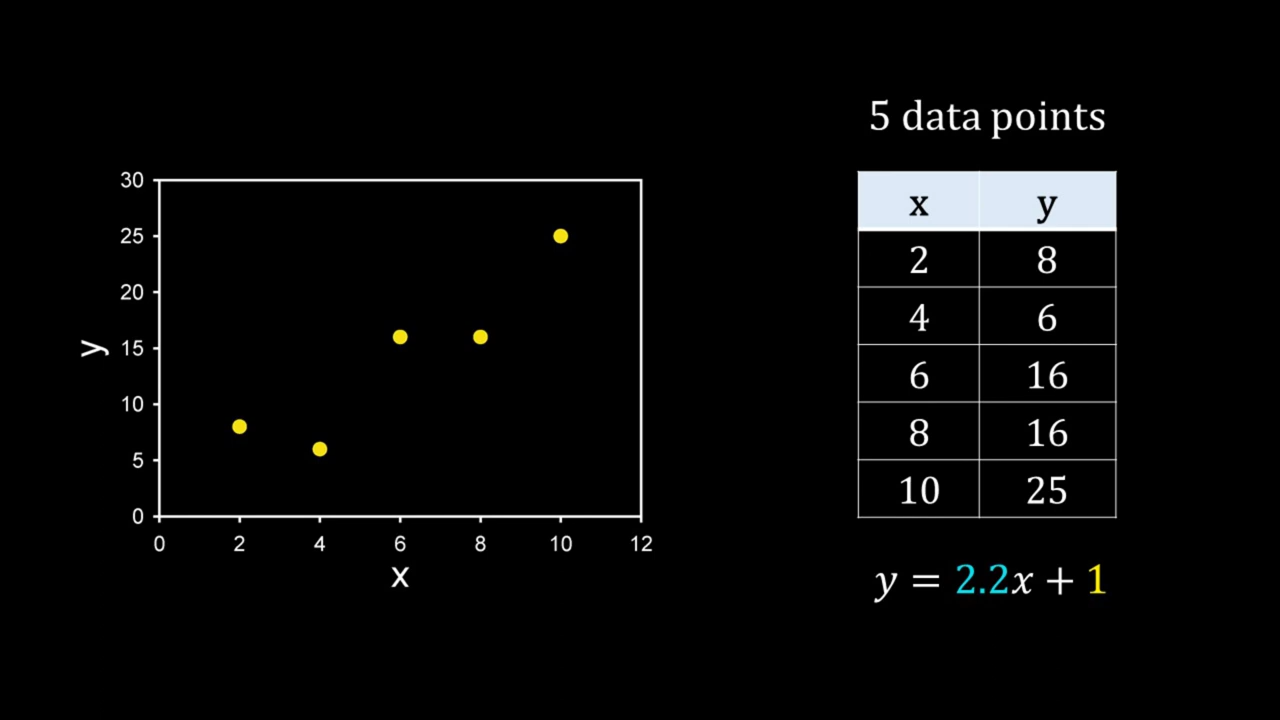 5 data points
30
25
20
15
10
5
0
y
0 2 4 6 8 10 12
x
x y
2 8
4 6
6 16
8 16
10 25
y = 2.2x + 1